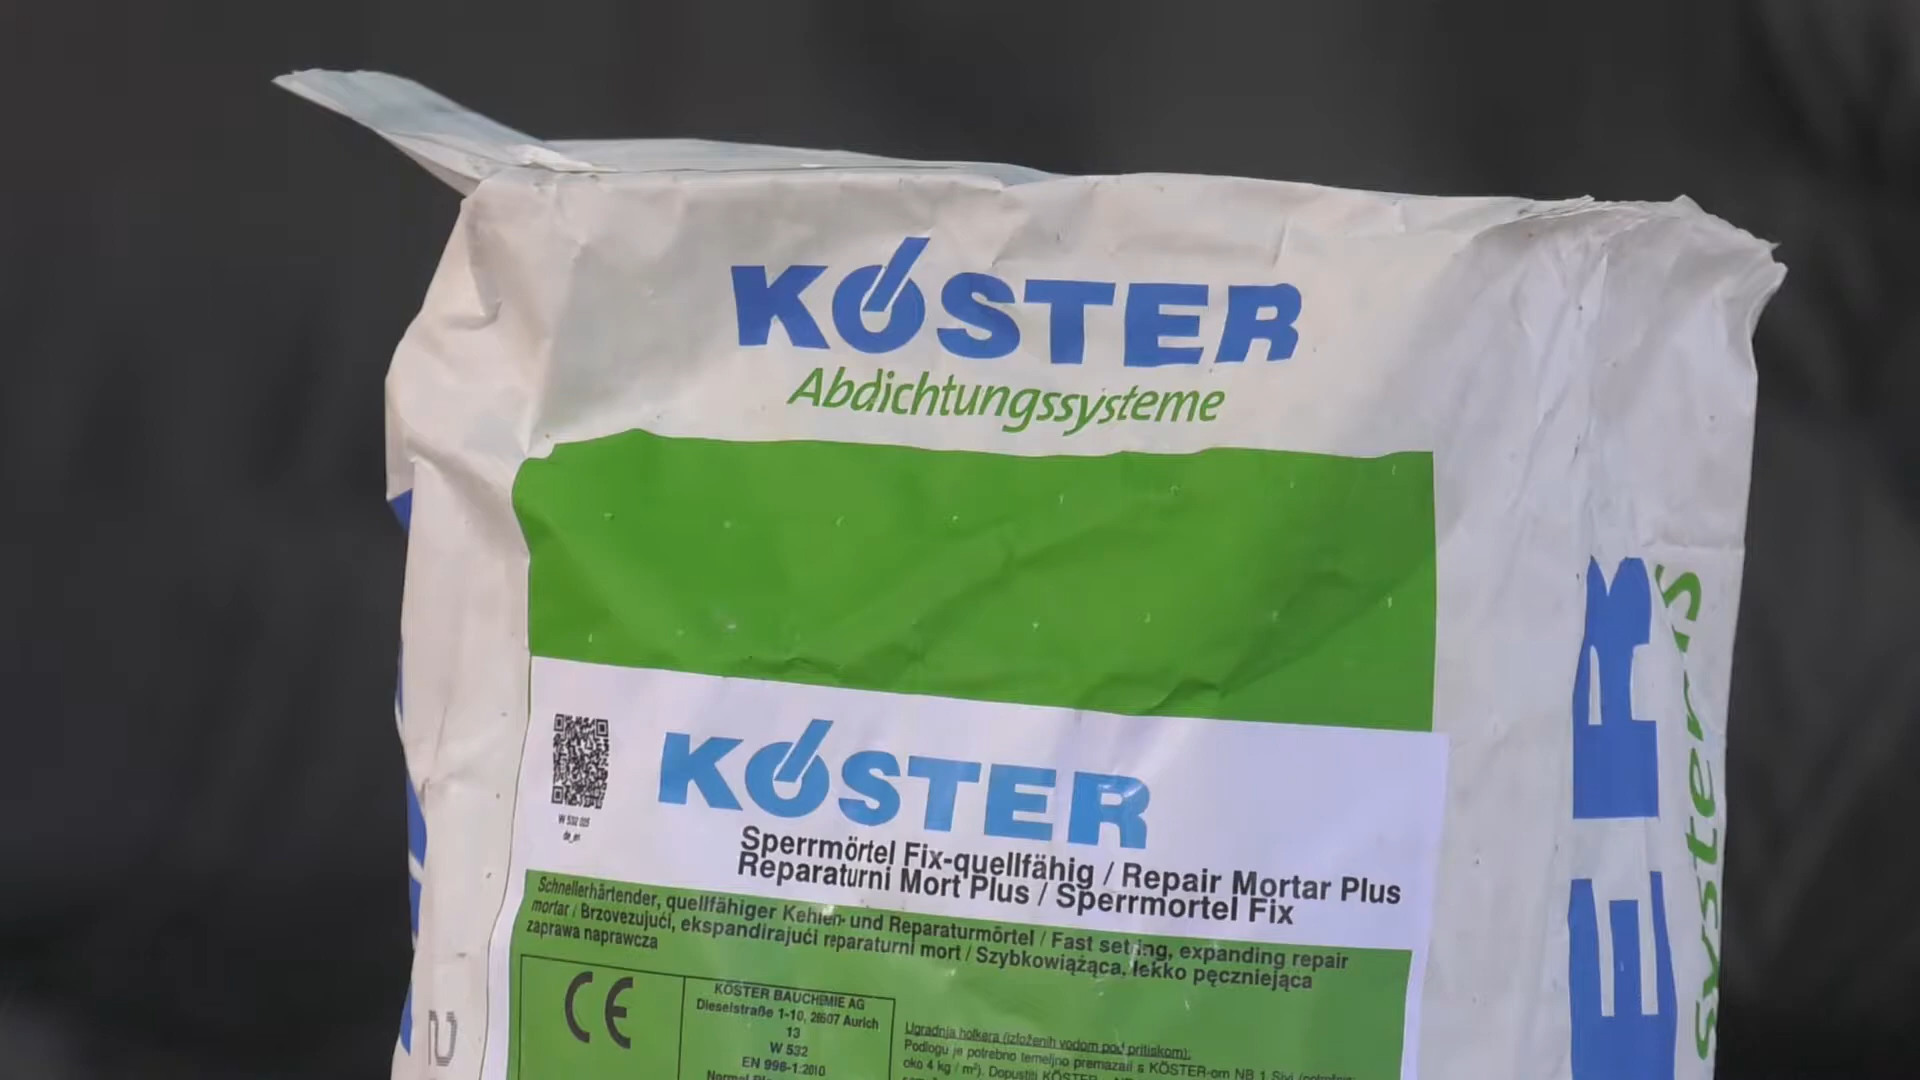 KÖSTER
Abdichtungssysteme
W 532 025
de_en
KÖSTER
Sperrmörtel Fix-quellfähig / Repair Mortar Plus
Reparaturni Mort Plus / Sperrmortel Fix
Schnellerhärtender, quellfähiger Kehlen- und Reparaturmörtel / Fast setting, expanding repair
mortar / Brzovezujući, ekspandirajući reparaturni mort / Szybkowiążąca, lekko pęczniejąca
zaprawa naprawcza
CE
KÖSTER BAUCHEMIE AG
Dieselstraße 1-10, 26607 Aurich
13
W 532
EN 998-1:2010
Ugradnja holkera (izloženih vodom pod pritiskom):
Podlogu je potrebno temeljno premazati s KÖSTER-om NB 1 Sivi
oko 4 kg / m²). Dopustiti KÖSTER
ER
systems